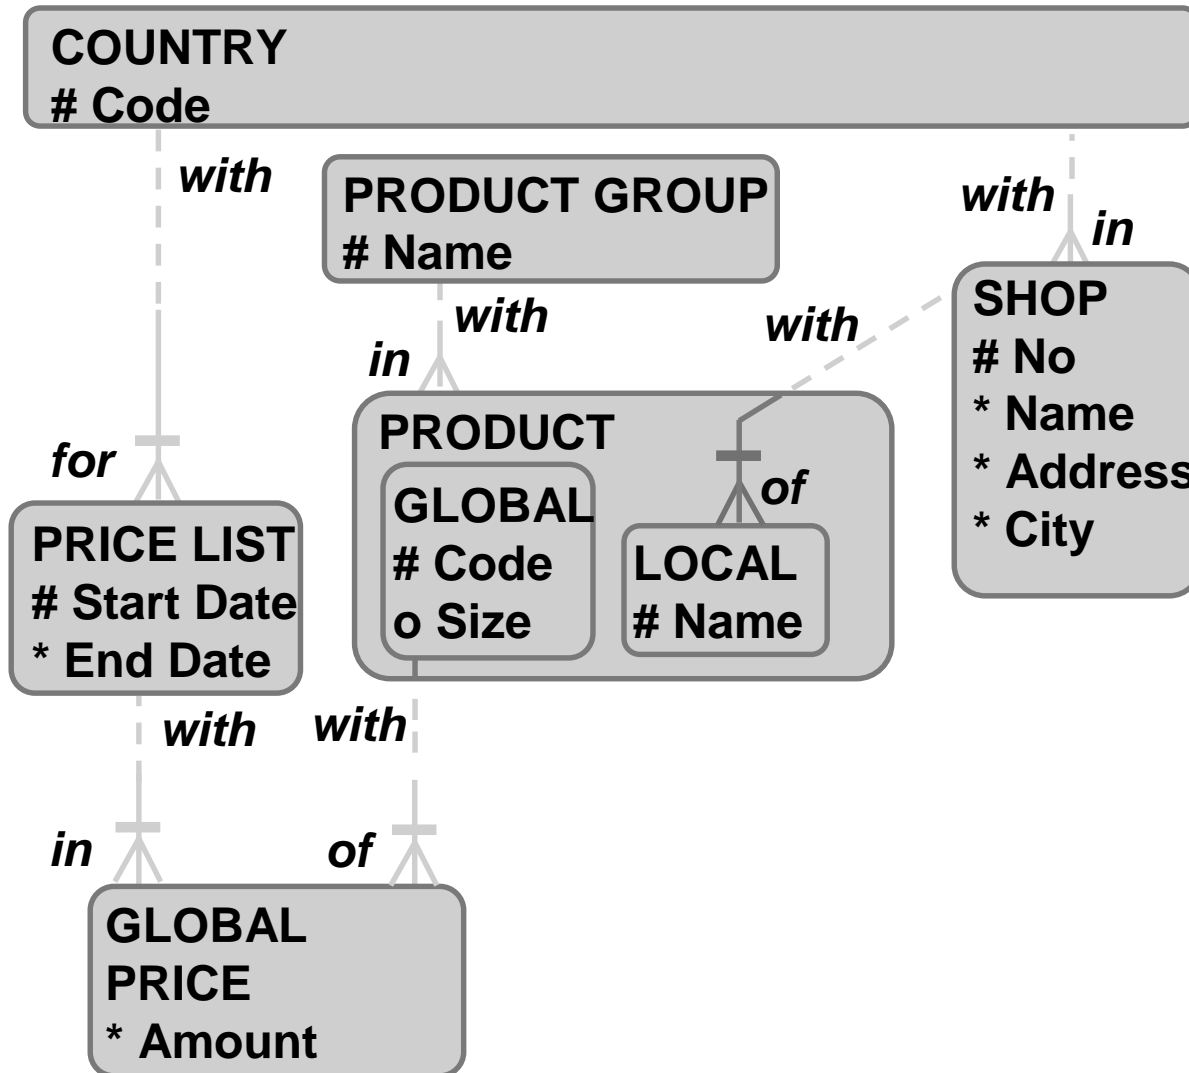 COUNTRY
# Code
with
PRODUCT GROUP
# Name
with
in
with
in
with
SHOP
# No
* Name
* Address
* City
for
PRICE LIST
# Start Date
* End Date
PRODUCT
GLOBAL
# Code
o Size
of
LOCAL
# Name
with
with
in
of
GLOBAL
PRICE
* Amount